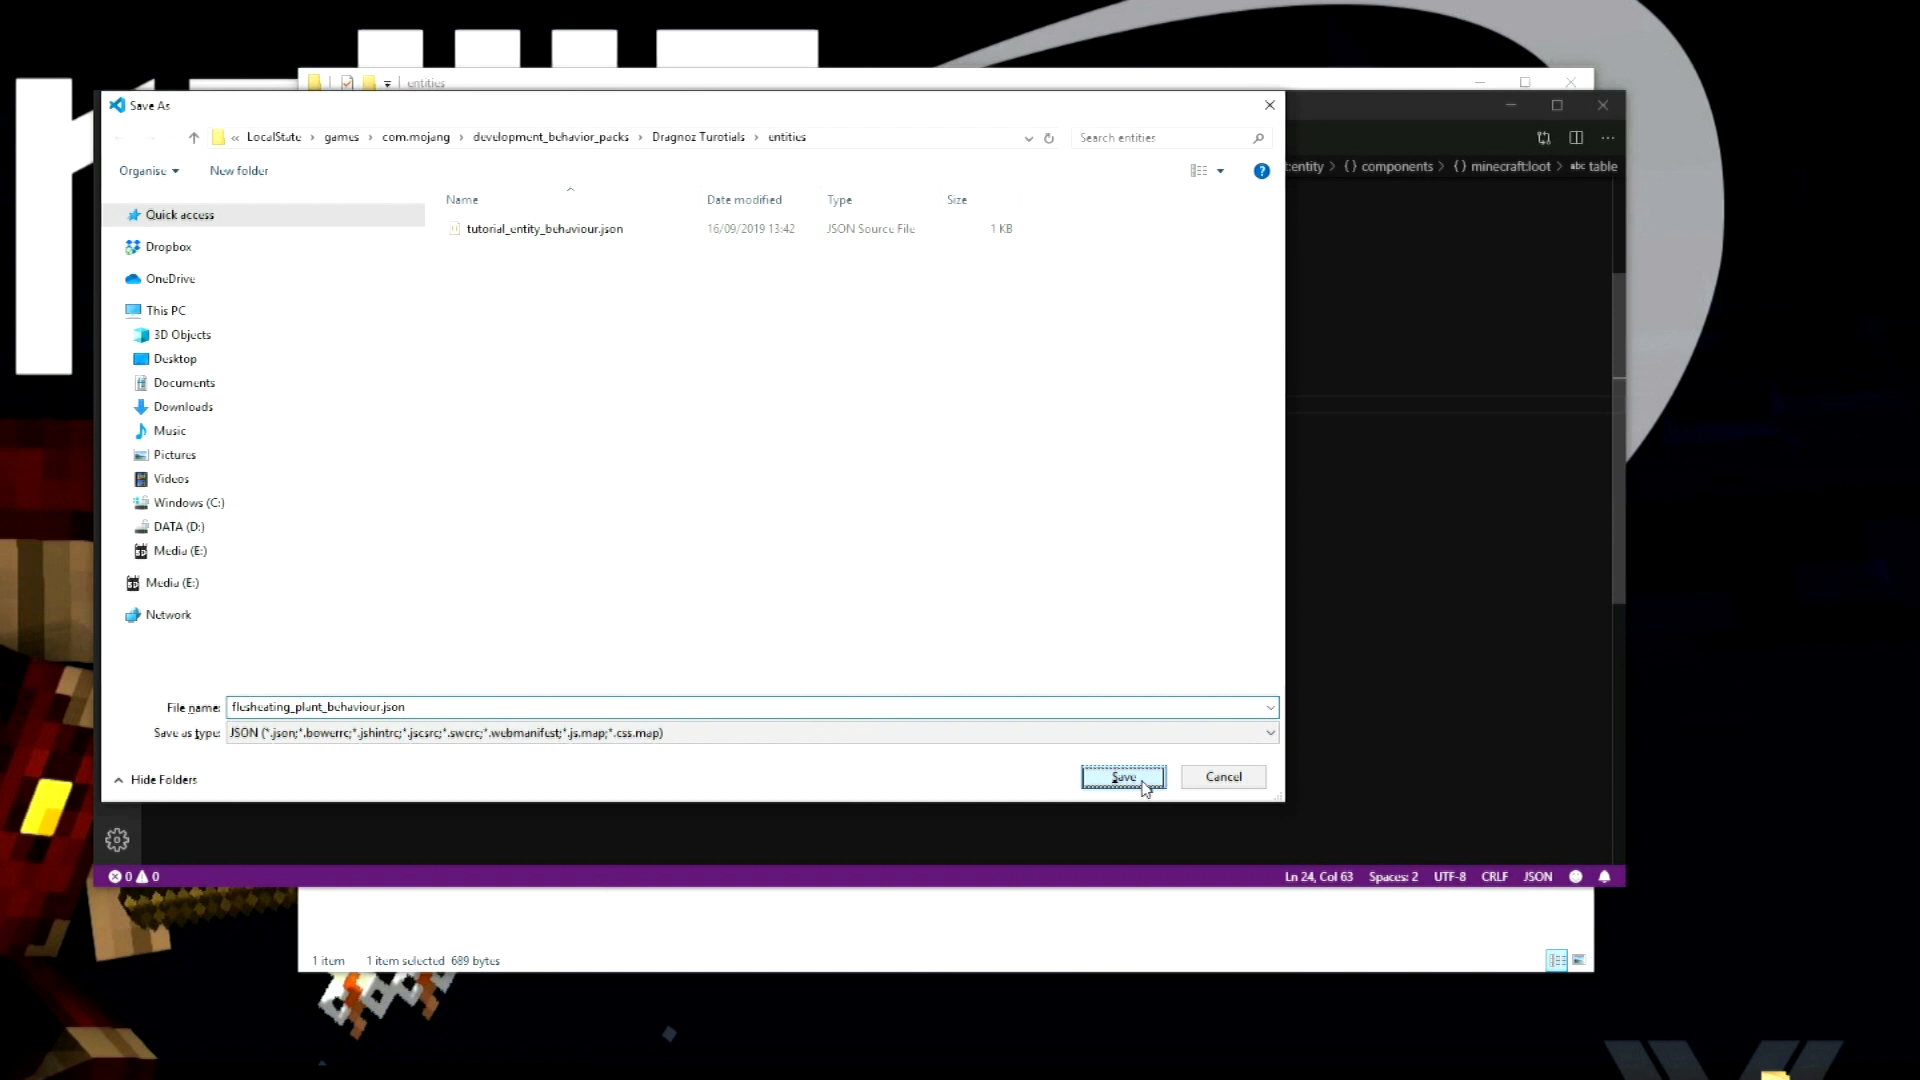 entities
Save As
« LocalState › games › com.mojang › development_behavior_packs › Dragnoz Turotials › entities
Search entities
Organise
New folder
?
:entity > {} components > {} minecraft:loot > abc table
Name
Date modified
Type
Size
tutorial_entity_behaviour.json
16/09/2019 13:42
JSON Source File
1 KB
Quick access
Dropbox
OneDrive
This PC
3D Objects
Desktop
Documents
Downloads
Music
Pictures
Videos
Windows (C:)
DATA (D:)
Media (E:)
Media (E:)
Network
File name:
flesheating_plant_behaviour.json
Save as type:
JSON (*.json;*.bowerrc;*.jshintrc;*.jscsrc;*.swcrc;*.webmanifest;*.js.map;*.css.map)
Hide Folders
Save
Cancel
0 0
Ln 24, Col 63
Spaces: 2
UTF-8
CRLF
JSON
1 item
1 item selected 689 bytes